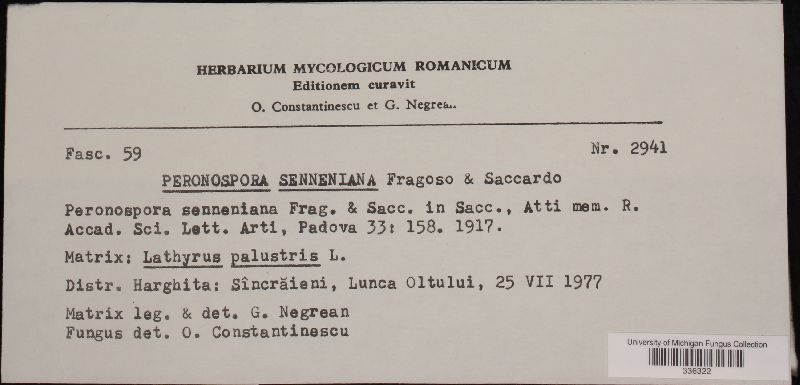 HERBARIUM MYCOLOGICUM ROMANICUM
Editionem curavit
O. Constantinescu et G. Negrea..
Fasc. 59
Nr. 2941
PERONOSPORA SENNENIANA Fragoso & Saccardo
Peronospora senneniana Frag. & Sacc. in Sacc., Atti mem. R.
Accad. Sci. Lett. Arti, Padova 33: 158. 1917.
Matrix: Lathyrus palustris L.
Distr. Harghita: Sîncrăieni, Lunca Oltului, 25 VII 1977
Matrix leg. & det. G. Negrean
Fungus det. O. Constantinescu
University of Michigan Fungus Collection
336322